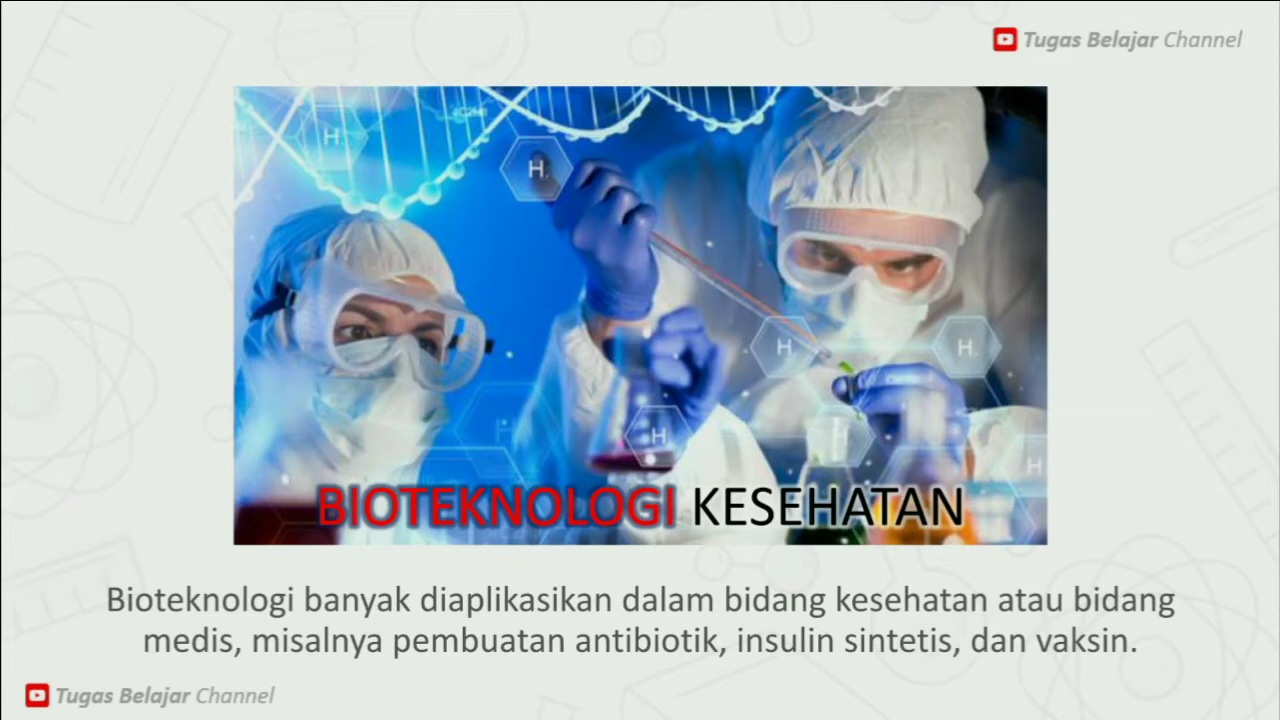 Tugas Belajar Channel
H
H
H
H
H
H
BIOTEKNOLOGI KESEHATAN
Bioteknologi banyak diaplikasikan dalam bidang kesehatan atau bidang
medis, misalnya pembuatan antibiotik, insulin sintetis, dan vaksin.
Tugas Belajar Channel